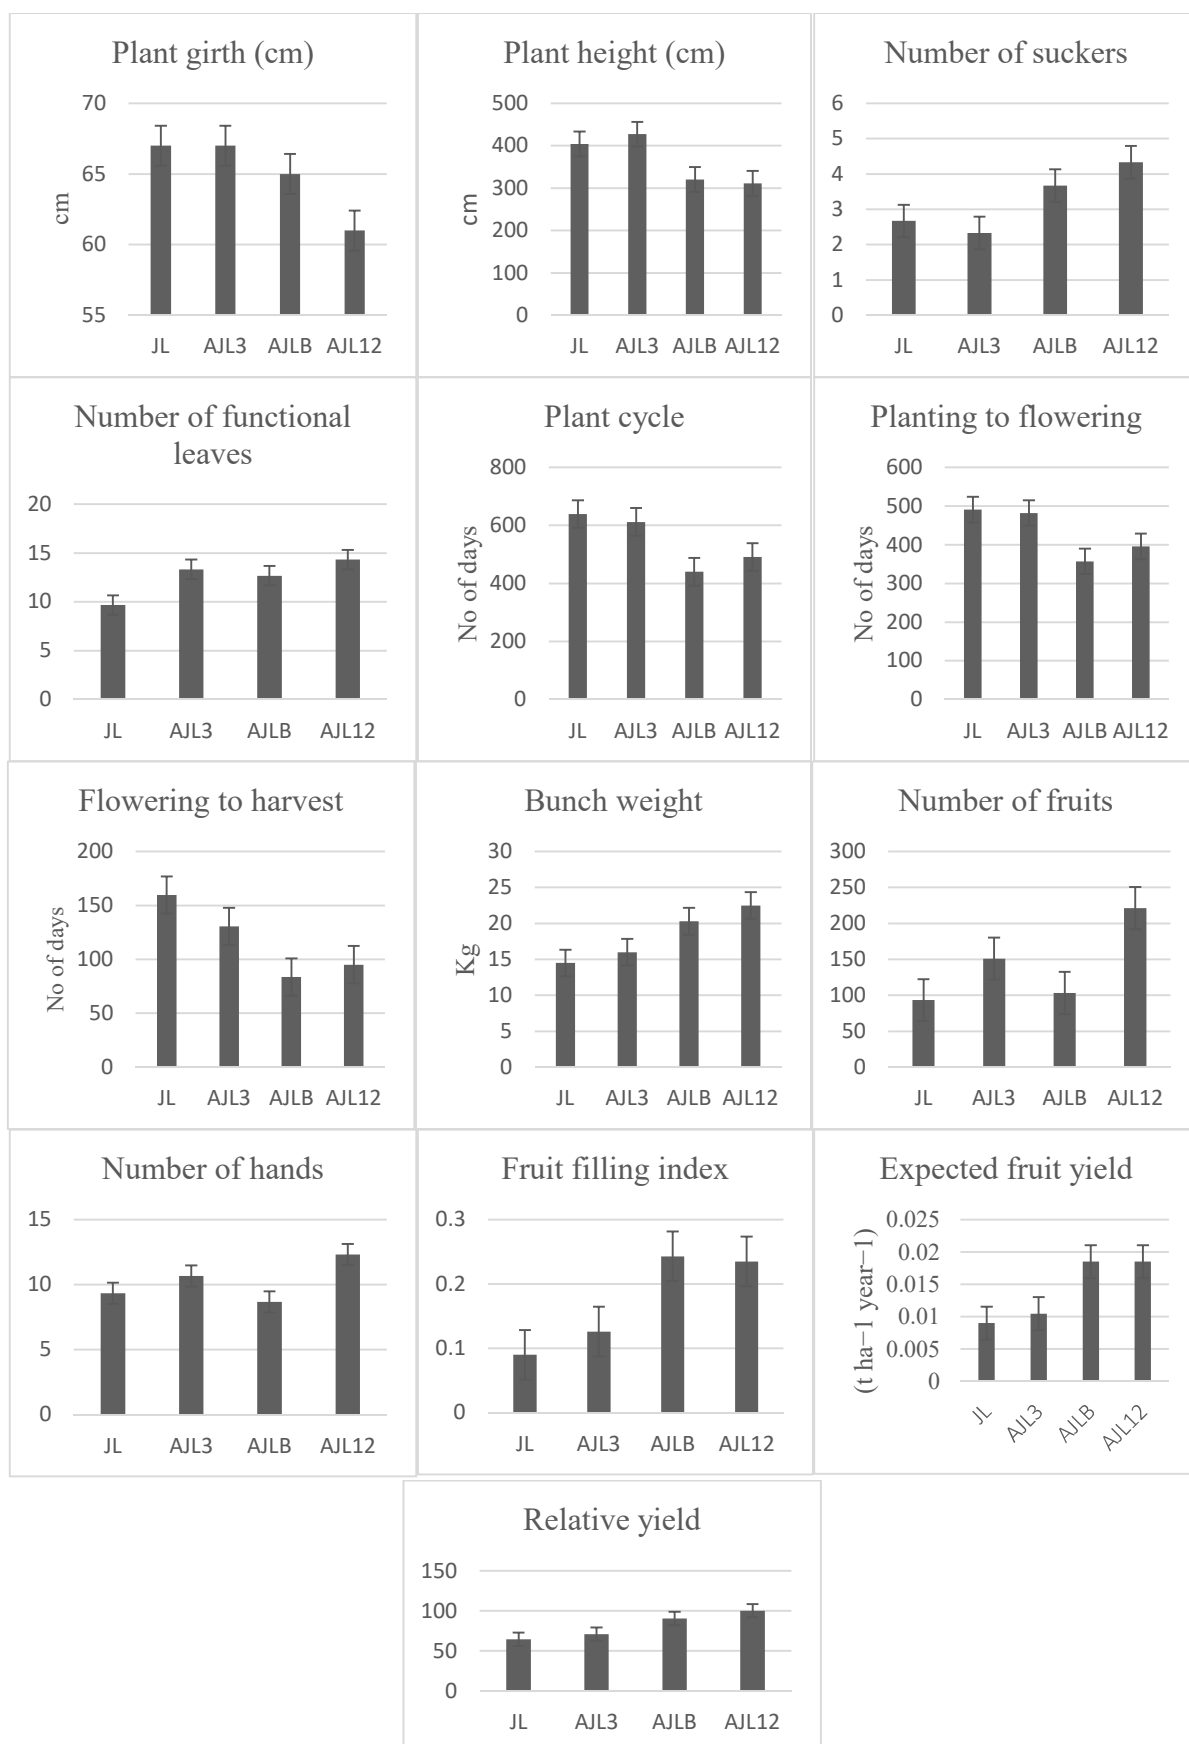 Plant girth (cm)
cm
70
65
60
55
JL AJL3 AJLB AJL12
Plant height (cm)
cm
500
400
300
200
100
0
JL AJL3 AJLB AJL12
Number of suckers
6
5
4
3
2
1
0
JL AJL3 AJLB AJL12
Number of functional
leaves
20
15
10
5
0
JL AJL3 AJLB AJL12
Plant cycle
No of days
800
600
400
200
0
JL AJL3 AJLB AJL12
Planting to flowering
No of days
600
500
400
300
200
100
0
JL AJL3 AJLB AJL12
Flowering to harvest
No of days
200
150
100
50
0
JL AJL3 AJLB AJL12
Bunch weight
Kg
30
25
20
15
10
5
0
JL AJL3 AJLB AJL12
Number of fruits
300
250
200
150
100
50
0
JL AJL3 AJLB AJL12
Number of hands
15
10
5
0
JL AJL3 AJLB AJL12
Fruit filling index
0.3
0.2
0.1
0
JL AJL3 AJLB AJL12
Expected fruit yield
(t ha−1 year−1)
0.025
0.02
0.015
0.01
0.005
0
JL AJL3 AJLB AJL12
Relative yield
150
100
50
0
JL AJL3 AJLB AJL12